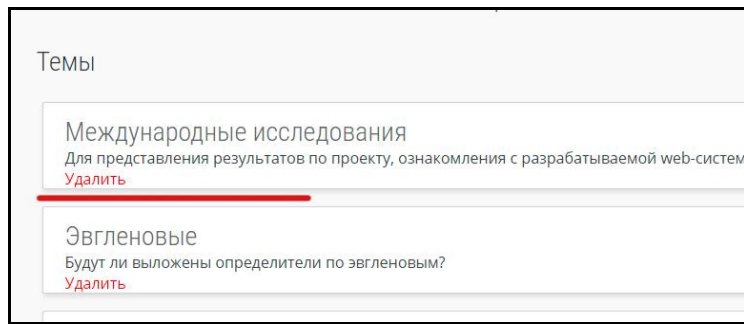 Темы
Международные исследования
Для представления результатов по проекту, ознакомления с разрабатываемой web-систем
Удалить
Эвгленовые
Будут ли выложены определители по эвгленовым?
Удалить